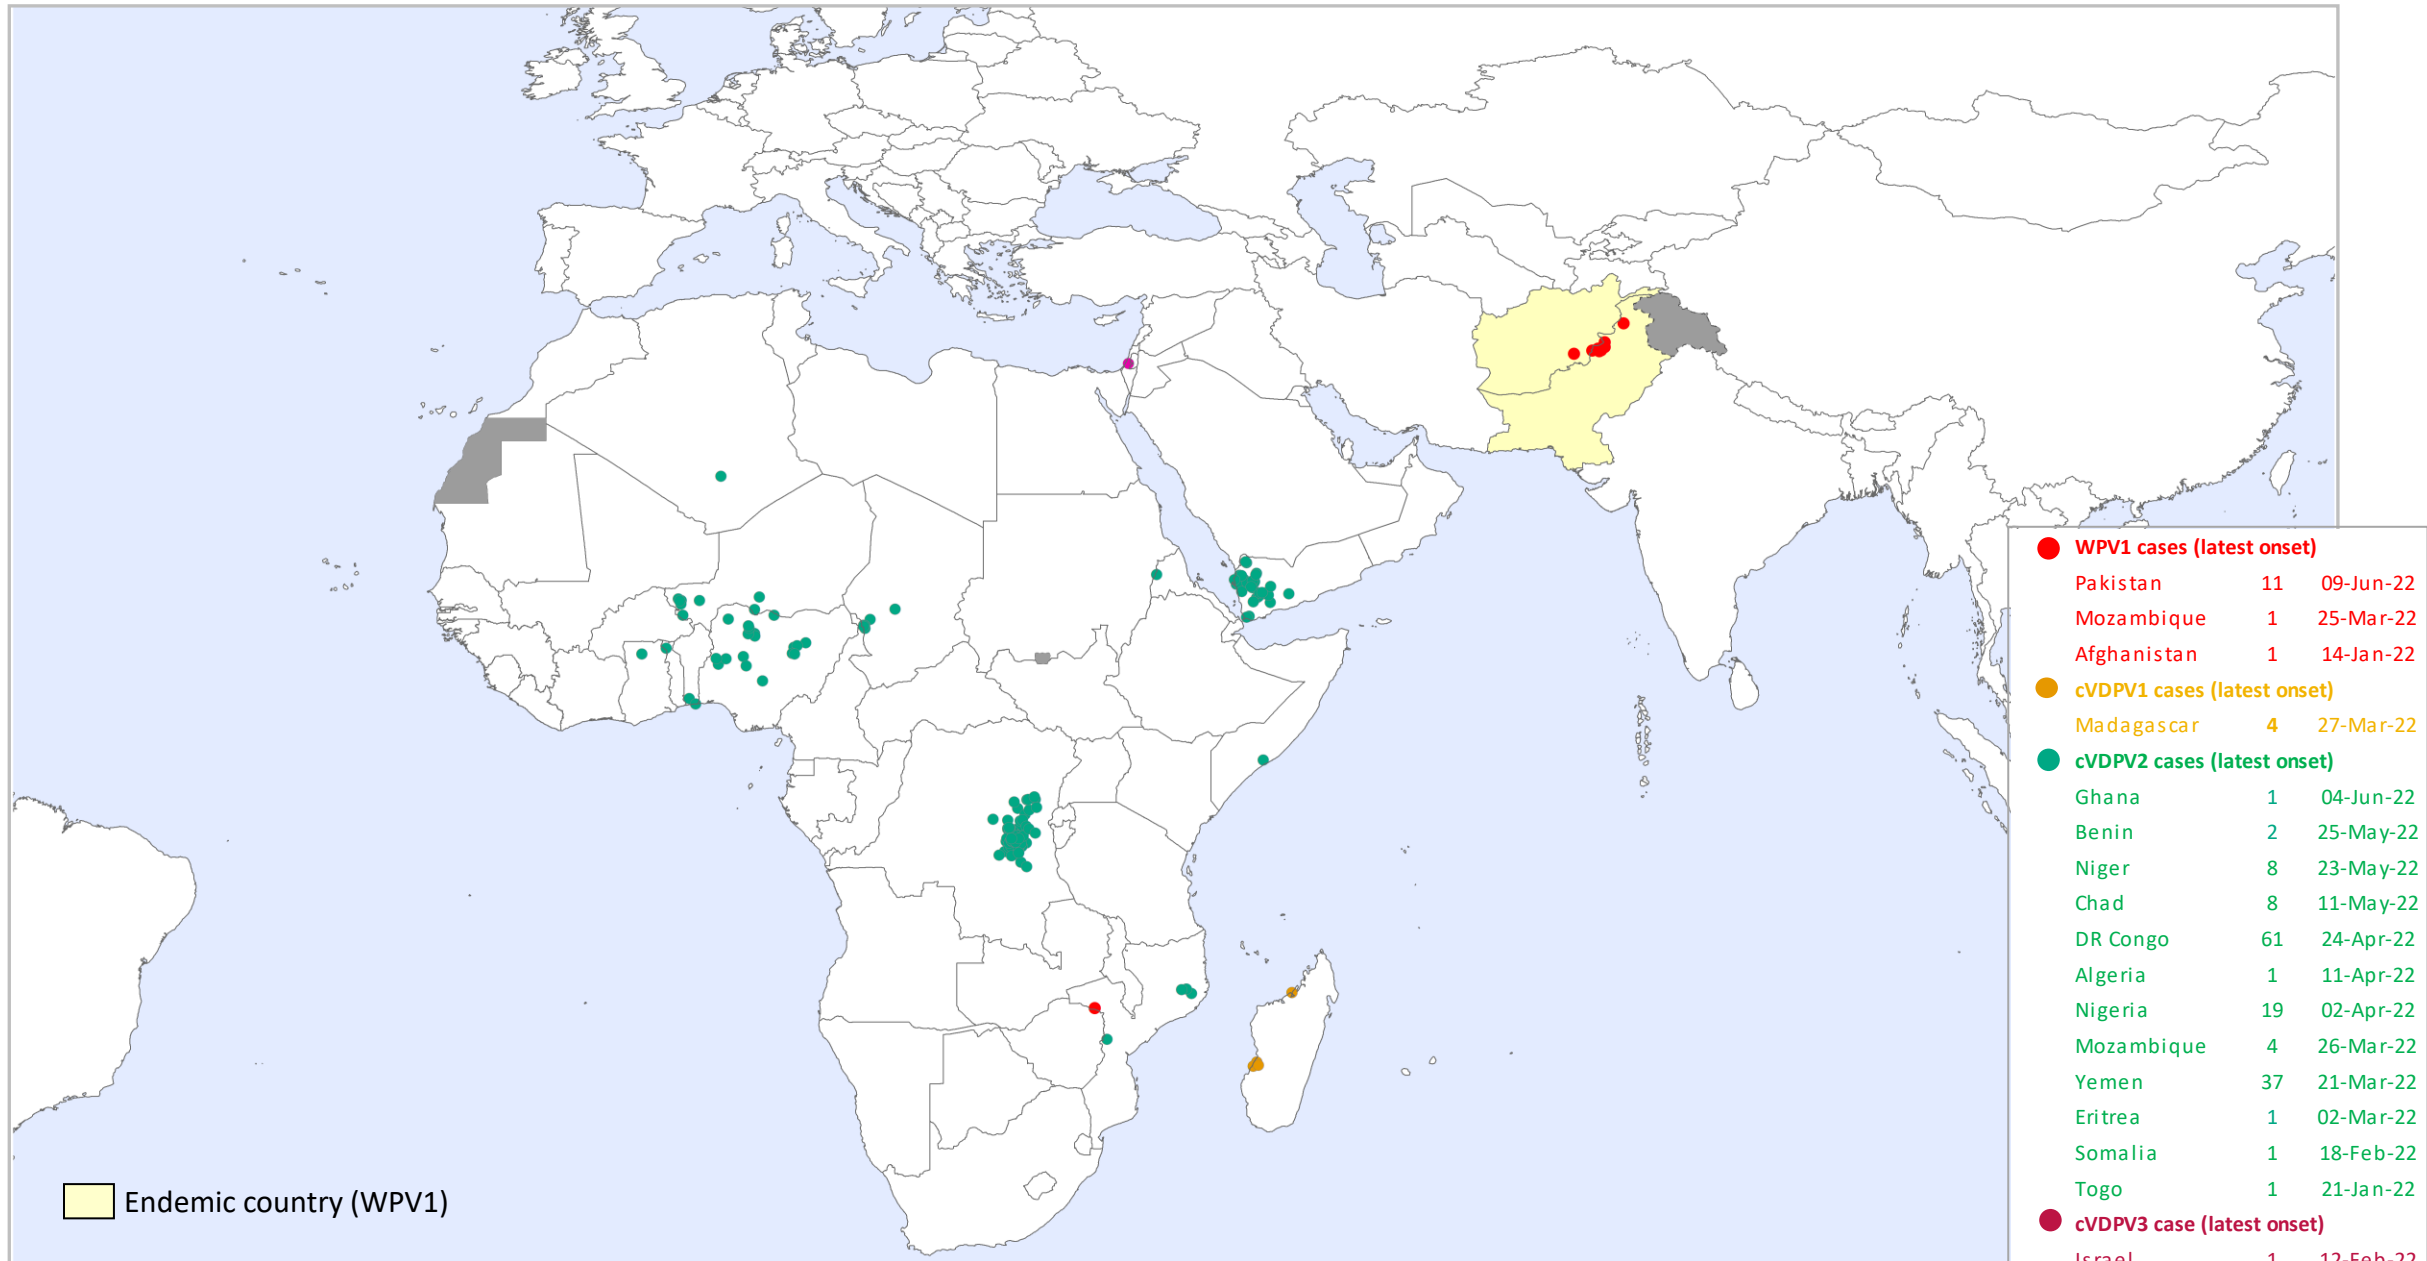 WPV1 cases (latest onset)
Pakistan 11 09-Jun-22
Mozambique 1 25-Mar-22
Afghanistan 1 14-Jan-22
cVDPV1 cases (latest onset)
Madagascar 4 27-Mar-22
cVDPV2 cases (latest onset)
Ghana 1 04-Jun-22
Benin 2 25-May-22
Niger 8 23-May-22
Chad 8 11-May-22
DR Congo 61 24-Apr-22
Algeria 1 11-Apr-22
Nigeria 19 02-Apr-22
Mozambique 4 26-Mar-22
Yemen 37 21-Mar-22
Eritrea 1 02-Mar-22
Somalia 1 18-Feb-22
Togo 1 21-Jan-22
cVDPV3 case (latest onset)
Israel 1 12-Feb-22
Endemic country (WPV1)